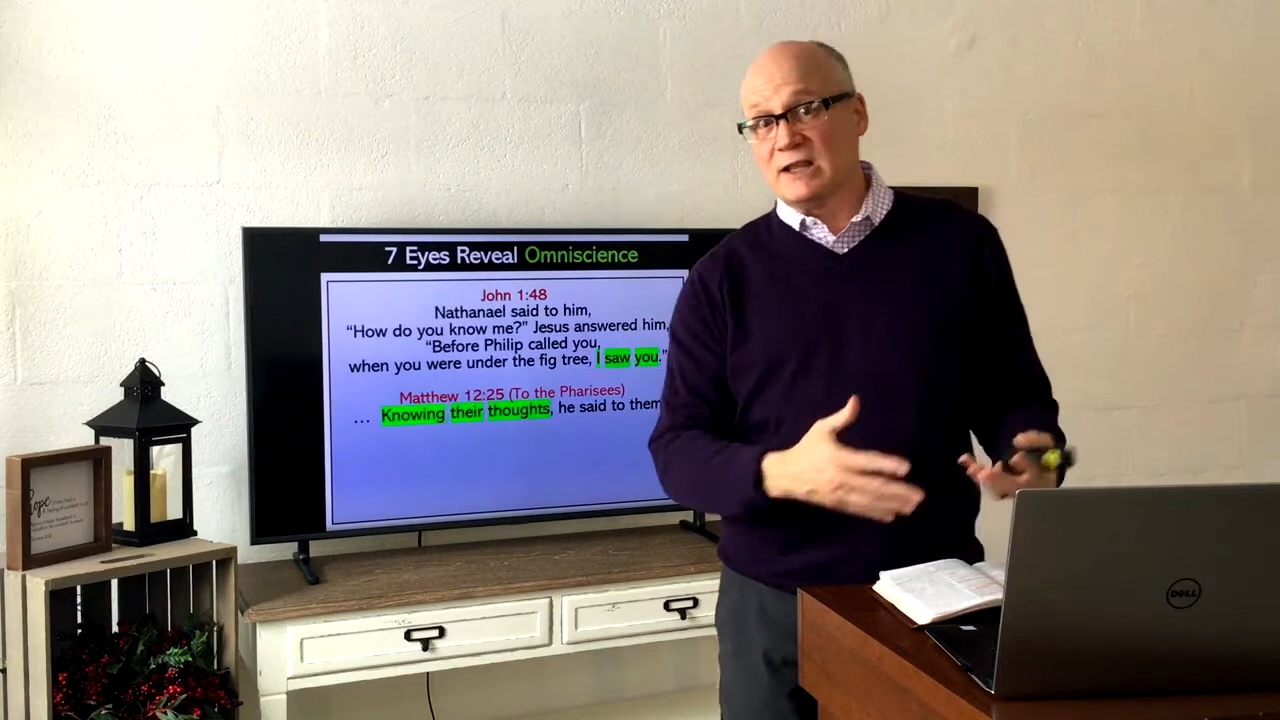 7 Eyes Reveal Omniscience
John 1:48
Nathanael said to him,
“How do you know me?” Jesus answered him,
“Before Philip called you,
when you were under the fig tree, I saw you.”
Matthew 12:25 (To the Pharisees)
... Knowing their thoughts, he said to them
hope
DELL